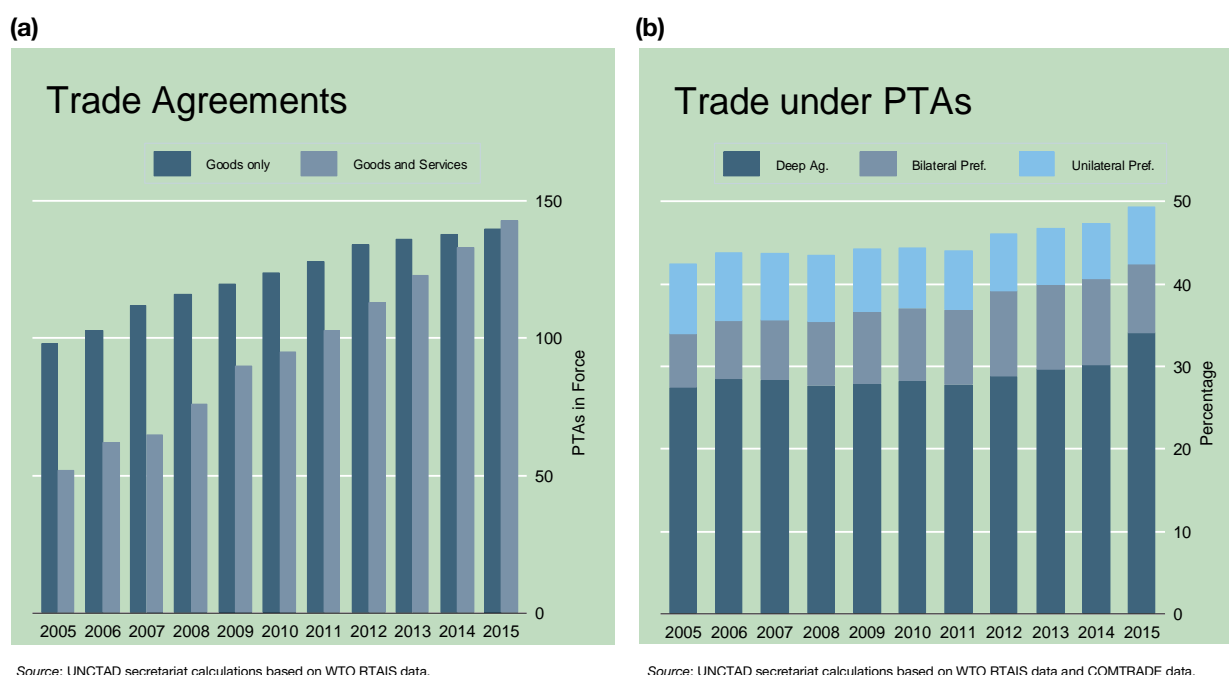 (a)
Trade Agreements
Goods only
Goods and Services
150
100
50
0
PTAs in Force
2005 2006 2007 2008 2009 2010 2011 2012 2013 2014 2015
Source: UNCTAD secretariat calculations based on WTO RTAIS data.
(b)
Trade under PTAs
Deep Ag.
Bilateral Pref.
Unilateral Pref.
50
40
30
20
10
0
Percentage
2005 2006 2007 2008 2009 2010 2011 2012 2013 2014 2015
Source: UNCTAD secretariat calculations based on WTO RTAIS data and COMTRADE data.